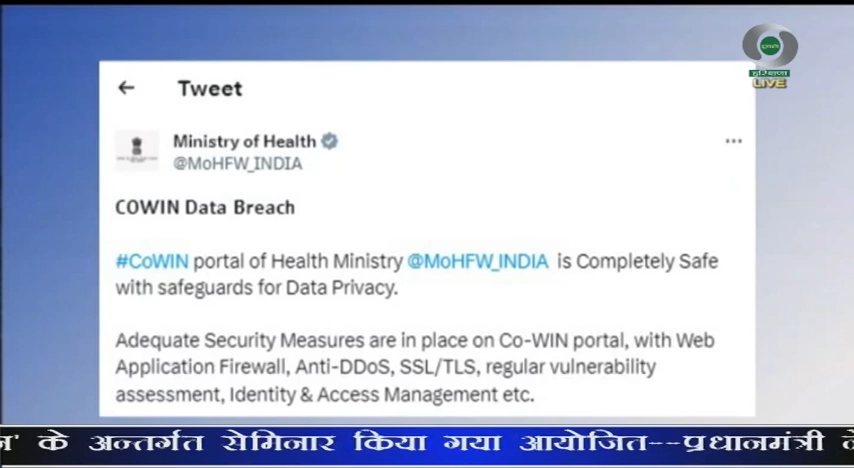 हरियाणा
LIVE
Tweet
Ministry of Health
@MoHFW_INDIA
COWIN Data Breach
#CoWIN portal of Health Ministry @MoHFW_INDIA is Completely Safe
with safeguards for Data Privacy.
Adequate Security Measures are in place on Co-WIN portal, with Web
Application Firewall, Anti-DDoS, SSL/TLS, regular vulnerability
assessment, Identity & Access Management etc.
के अन्तर्गत सेमिनार किया गया आयोजित--प्रधानमंत्री